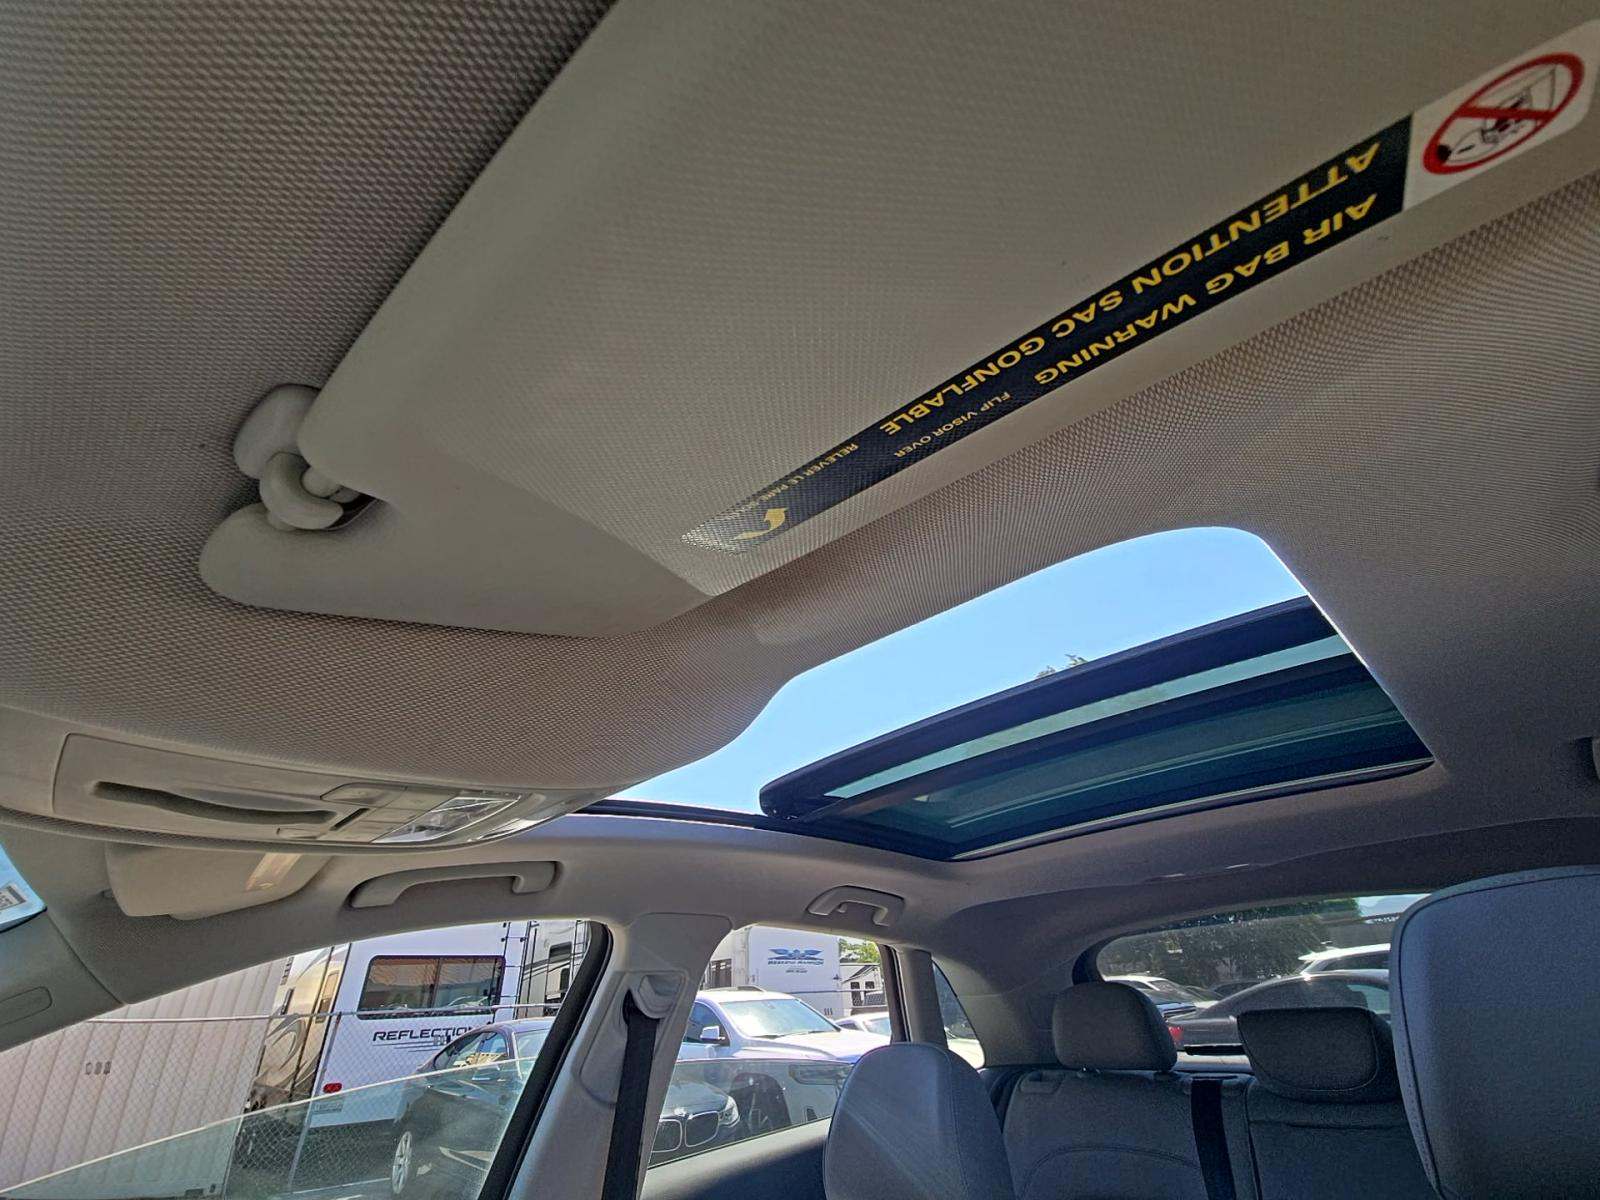 AIR BAG WARNING
ATTENTION SAC GONFLABLE
FLIP VISOR OVER
RELEVER LE PARE-SOLEIL
REFLECTION